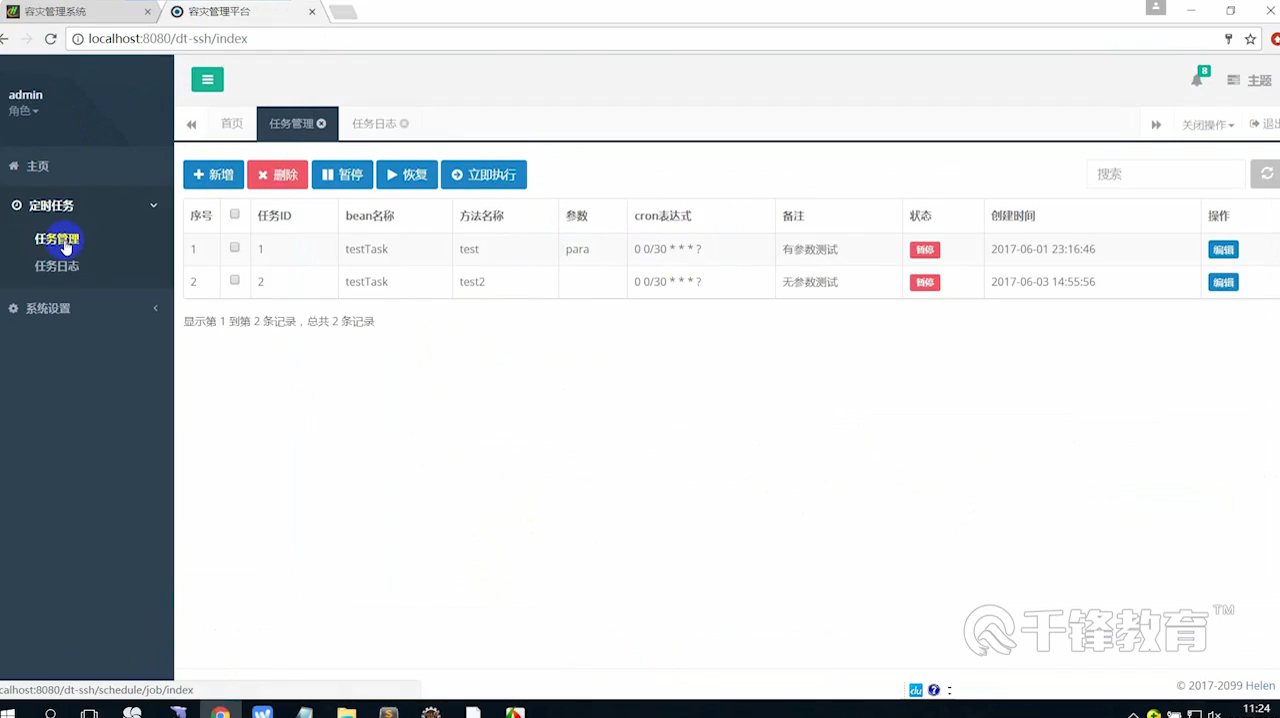 容灾管理系统
容灾管理平台
localhost:8080/dt-ssh/index
admin
角色
8
主题
首页
任务管理
任务日志
关闭操作
退出
主页
定时任务
任务管理
任务日志
系统设置
新增
删除
暂停
恢复
立即执行
搜索
序号 任务ID bean名称 方法名称 参数 cron表达式 备注 状态 创建时间 操作
1 1 testTask test para 0 0/30 * * * ? 有参数测试 暂停 2017-06-01 23:16:46 编辑
2 2 testTask test2 0 0/30 * * * ? 无参数测试 暂停 2017-06-03 14:55:56 编辑
显示第 1 到第 2 条记录，总共 2 条记录
千锋教育™
© 2017-2099 Helen
calhost:8080/dt-ssh/schedule/job/index
du
11:24